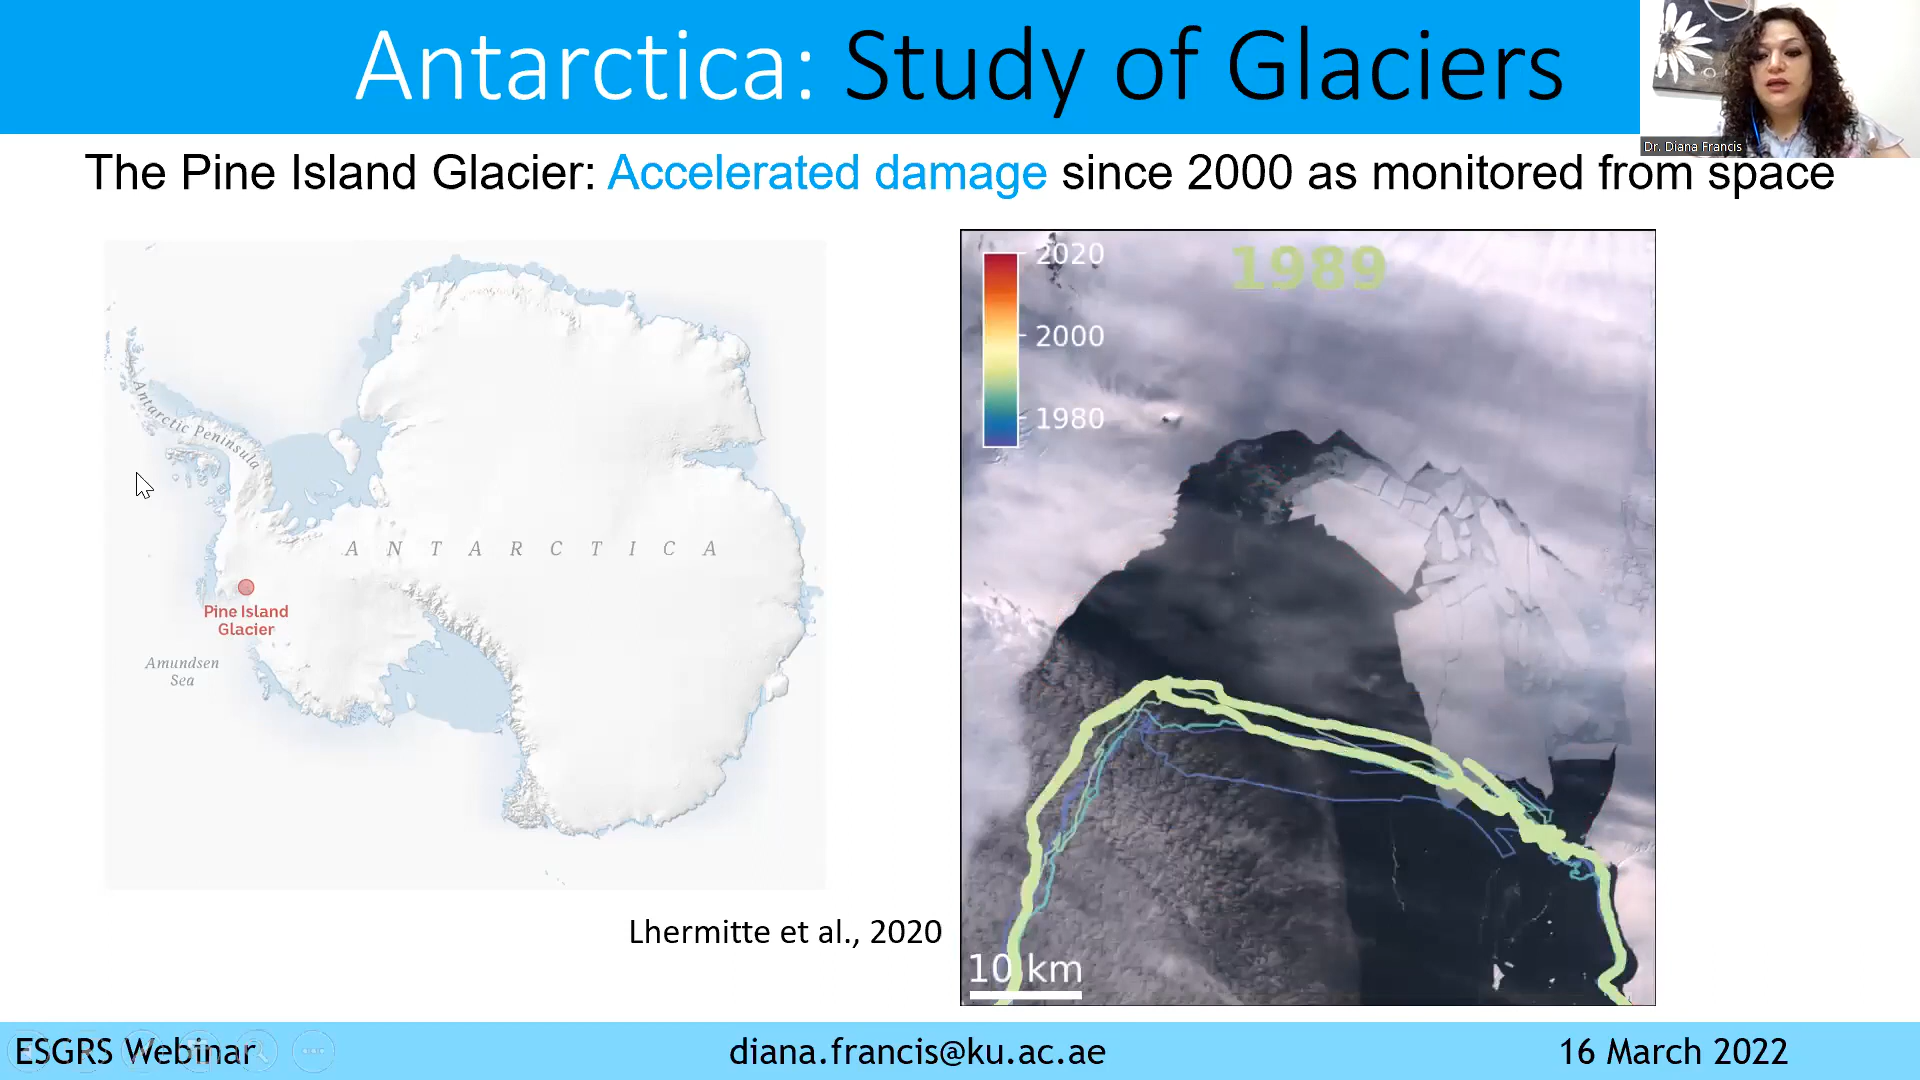 Antarctica: Study of Glaciers
Dr. Diana Francis
The Pine Island Glacier: Accelerated damage since 2000 as monitored from space
Antarctic Peninsula
ANTARCTICA
Pine Island
Glacier
Amundsen
Sea
1989
2020
2000
1980
10 km
Lhermitte et al., 2020
ESGRS Webinar
diana.francis@ku.ac.ae
16 March 2022